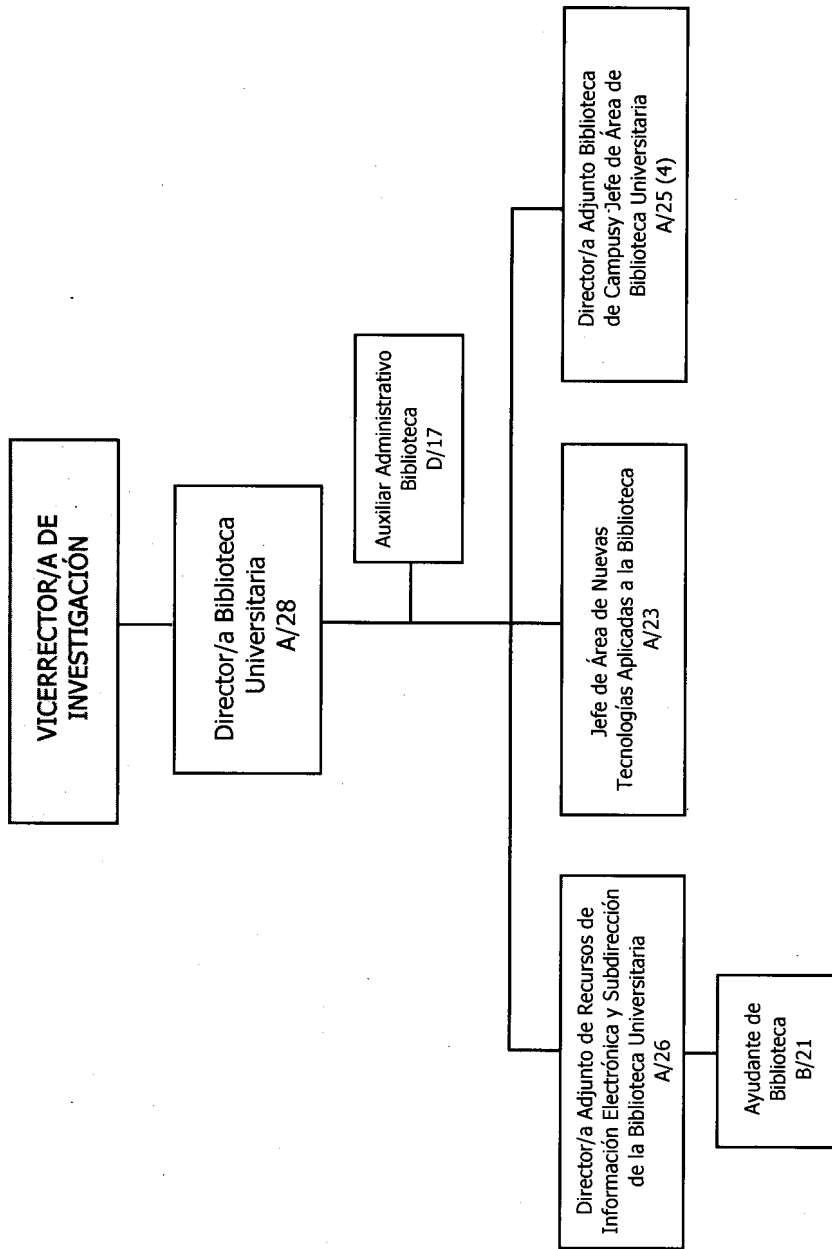 VICERRECTOR/A DE
INVESTIGACIÓN
Director/a Biblioteca
Universitaria
A/28
Auxiliar Administrativo
Biblioteca
D/17
Director/a Adjunto de Recursos de
Información Electrónica y Subdirección
de la Biblioteca Universitaria
A/26
Jefe de Área de Nuevas
Tecnologías Aplicadas a la Biblioteca
A/23
Director/a Adjunto Biblioteca
de Campusy Jefe de Área de
Biblioteca Universitaria
A/25 (4)
Ayudante de
Biblioteca
B/21